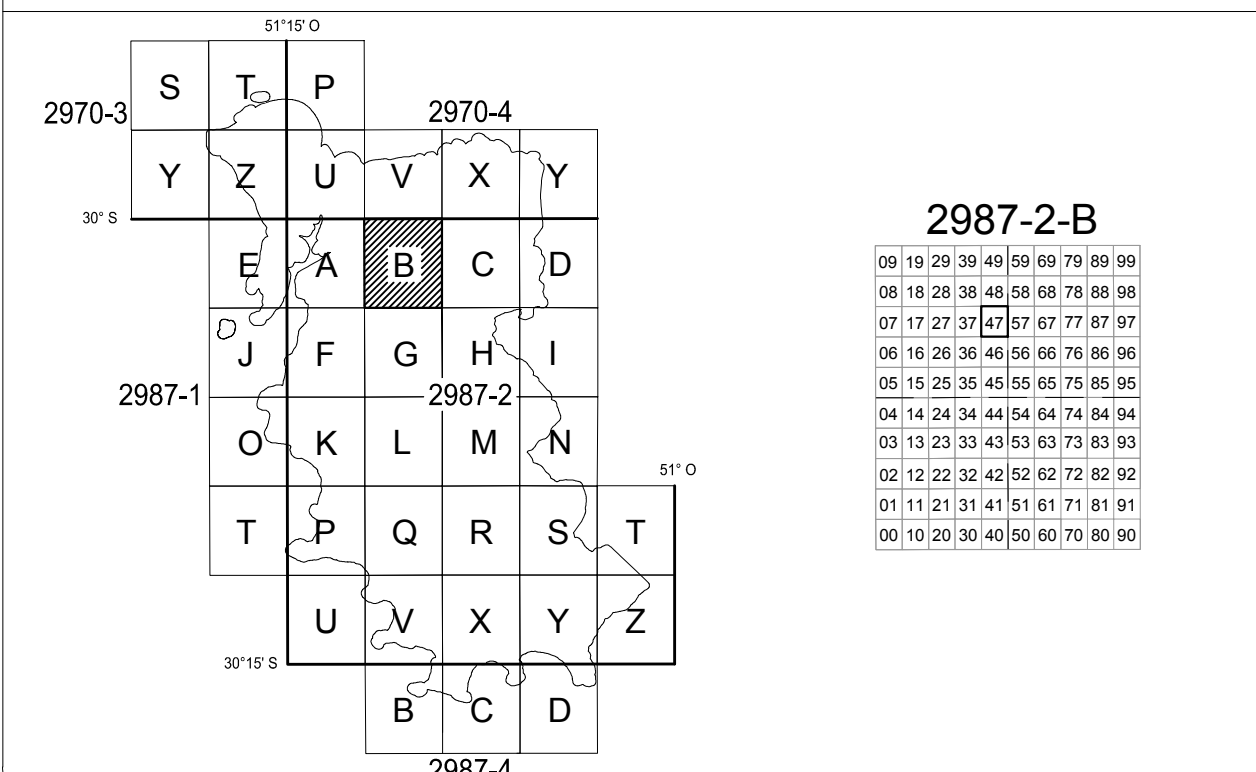 51°15' O
S T P
2970-3
2970-4
Y Z U V X Y
30° S
E A B C D
J F G H I
2987-1
2987-2
O K L M N
51° O
T P Q R S T
U V X Y Z
30°15' S
B C D
2987-4
2987-2-B
09 19 29 39 49 59 69 79 89 99
08 18 28 38 48 58 68 78 88 98
07 17 27 37 47 57 67 77 87 97
06 16 26 36 46 56 66 76 86 96
05 15 25 35 45 55 65 75 85 95
04 14 24 34 44 54 64 74 84 94
03 13 23 33 43 53 63 73 83 93
02 12 22 32 42 52 62 72 82 92
01 11 21 31 41 51 61 71 81 91
00 10 20 30 40 50 60 70 80 90